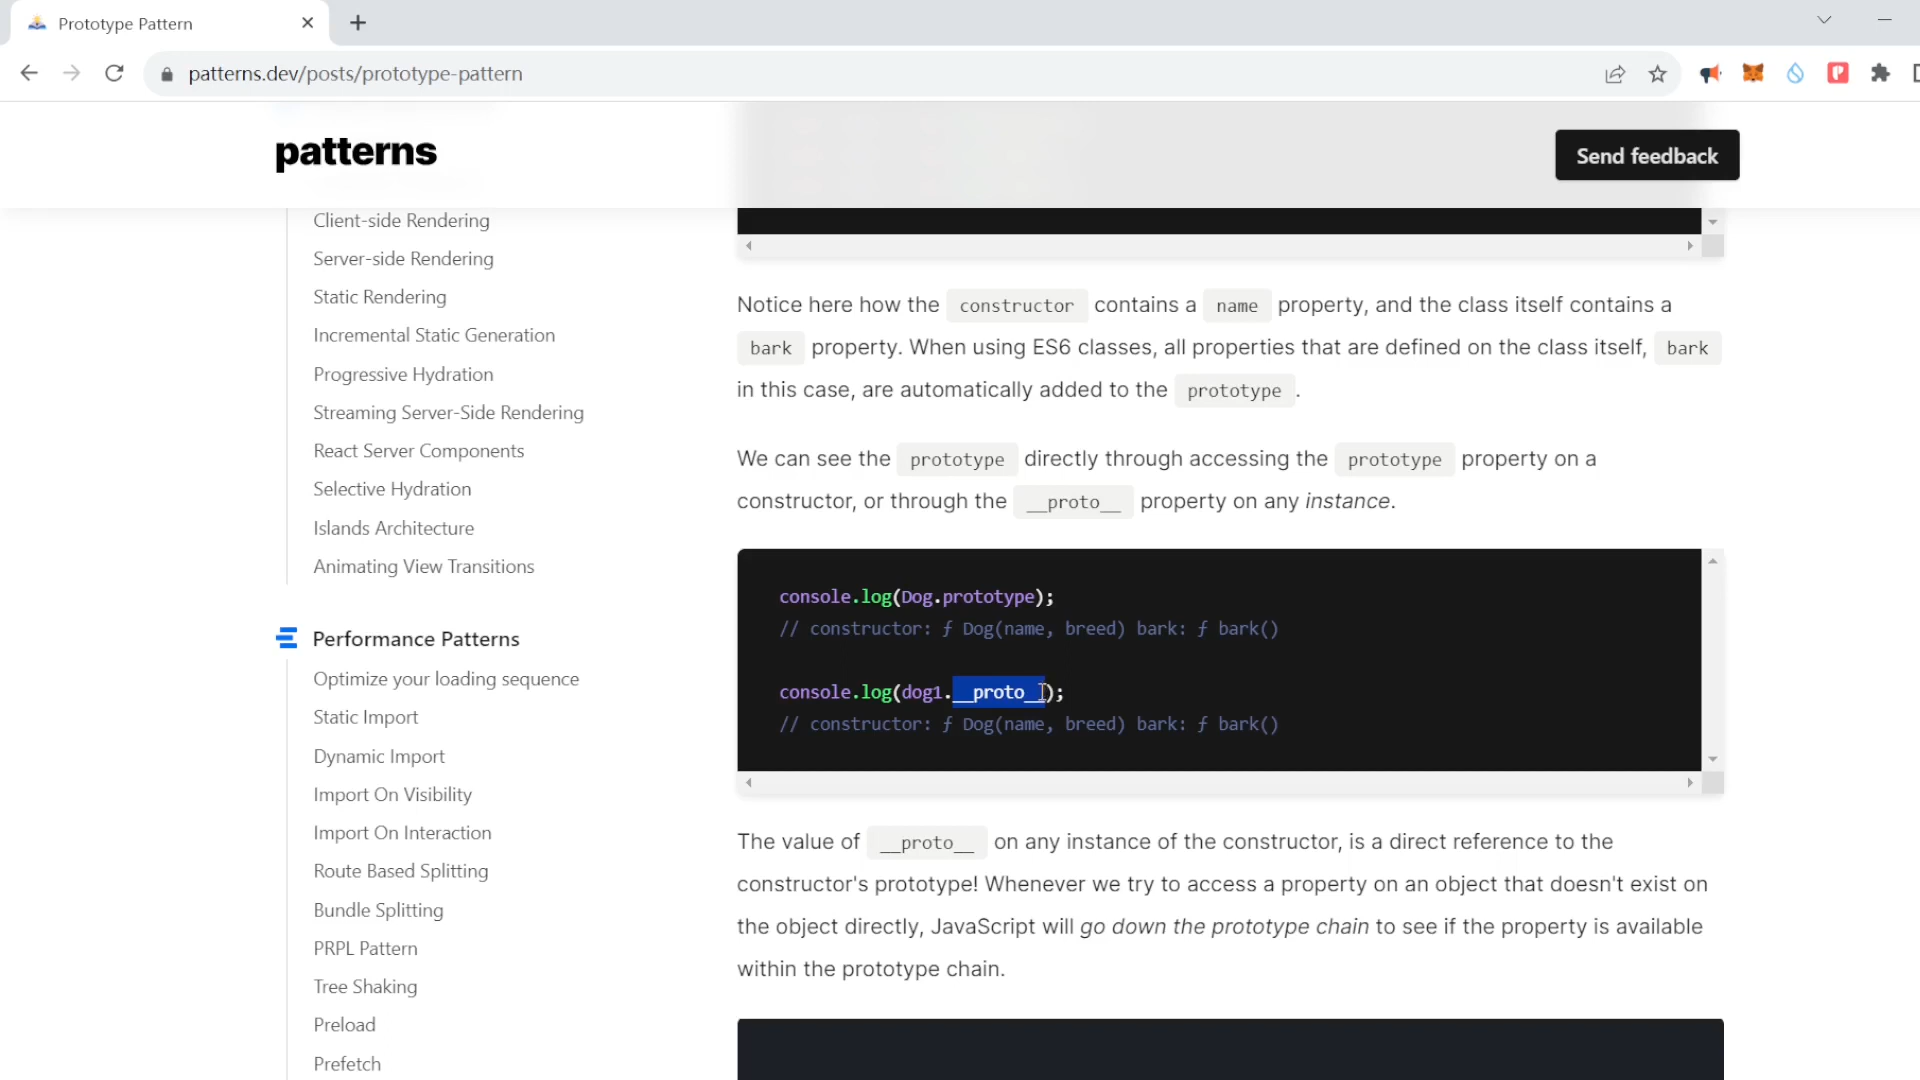 Prototype Pattern
patterns.dev/posts/prototype-pattern
patterns
Send feedback
Client-side Rendering
Server-side Rendering
Static Rendering
Incremental Static Generation
Progressive Hydration
Streaming Server-Side Rendering
React Server Components
Selective Hydration
Islands Architecture
Animating View Transitions
Performance Patterns
Optimize your loading sequence
Static Import
Dynamic Import
Import On Visibility
Import On Interaction
Route Based Splitting
Bundle Splitting
PRPL Pattern
Tree Shaking
Preload
Prefetch
Notice here how the constructor contains a name property, and the class itself contains a
bark property. When using ES6 classes, all properties that are defined on the class itself, bark
in this case, are automatically added to the prototype .
We can see the prototype directly through accessing the prototype property on a
constructor, or through the __proto__ property on any instance.
console.log(Dog.prototype);
// constructor: ƒ Dog(name, breed) bark: ƒ bark()
console.log(dog1.__proto__);
// constructor: ƒ Dog(name, breed) bark: ƒ bark()
The value of __proto__ on any instance of the constructor, is a direct reference to the
constructor's prototype! Whenever we try to access a property on an object that doesn't exist on
the object directly, JavaScript will go down the prototype chain to see if the property is available
within the prototype chain.